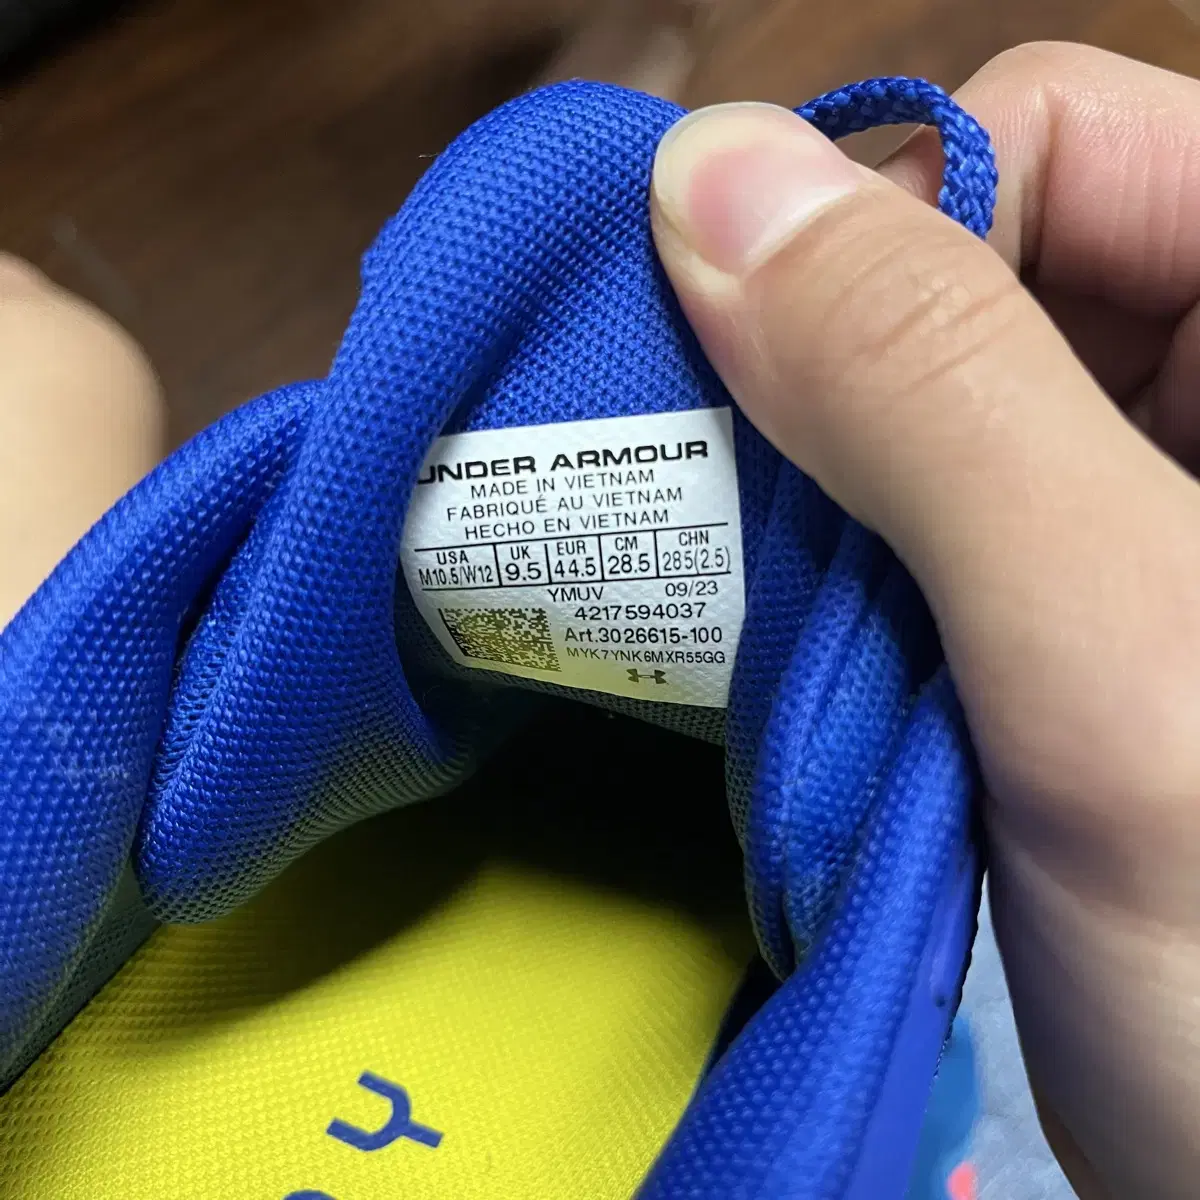 UNDER ARMOUR
MADE IN VIETNAM
FABRIQUÉ AU VIETNAM
HECHO EN VIETNAM
USA UK EUR CM CHN
M10.5/W12 9.5 44.5 28.5 285(2.5)
YMUV 09/23
4217594037
Art.3026615-100
MYK7YNK6MXR55GG